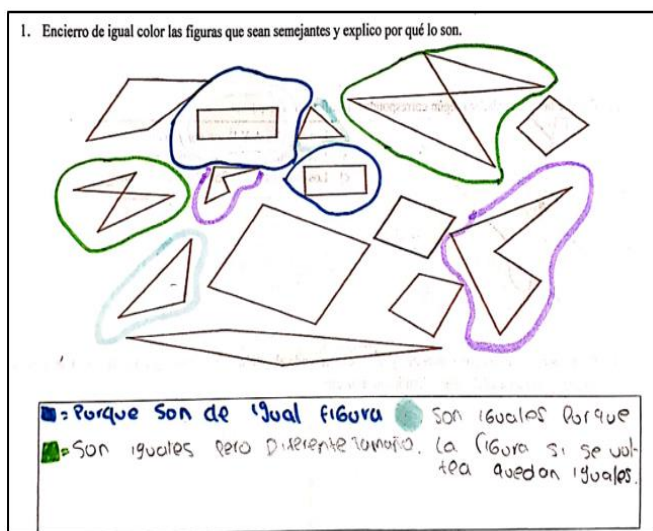 1. Encierro de igual color las figuras que sean semejantes y explico por qué lo son.
= Porque son de igual figura
= Son iguales pero Diferente tamaño.
Son iguales Porque
la figura si se vol-
tea quedan iguales.